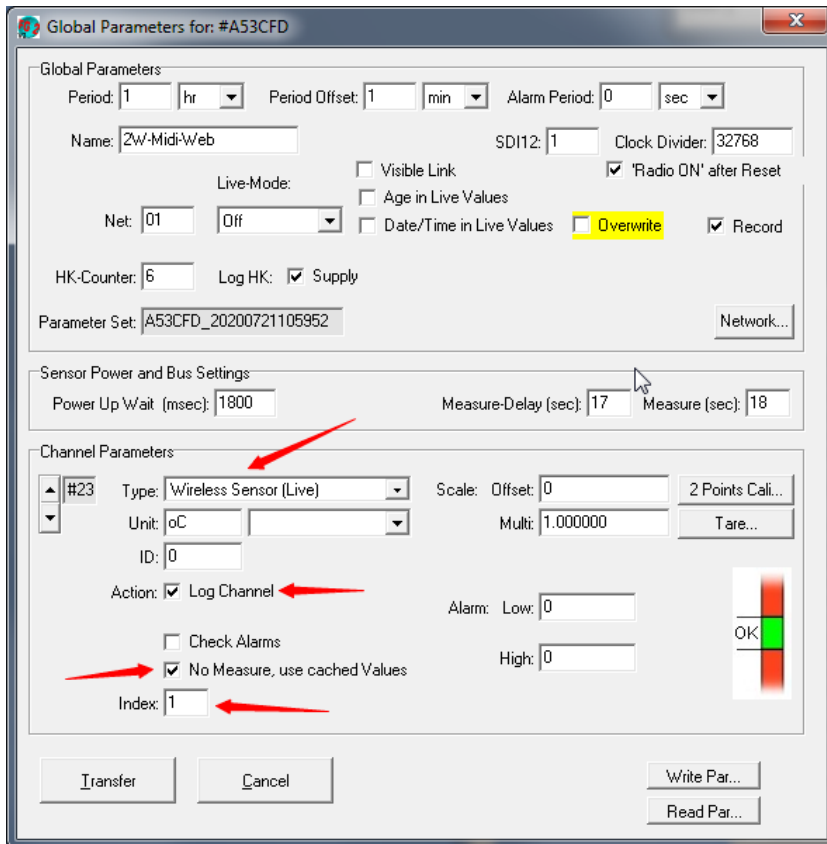 Global Parameters for: #A53CFD
Global Parameters
Period: 1 hr Period Offset: 1 min Alarm Period: 0 sec
Name: 2W-Midi-Web SDI12: 1 Clock Divider: 32768
Visible Link 'Radio ON' after Reset
Live-Mode:
Age in Live Values
Net: 01 Off Date/Time in Live Values Overwrite Record
HK-Counter: 6 Log HK: Supply
Parameter Set: A53CFD_20200721105952 Network...
Sensor Power and Bus Settings
Power Up Wait (msec): 1800 Measure-Delay (sec): 17 Measure (sec): 18
Channel Parameters
#23 Type: Wireless Sensor (Live) Scale: Offset: 0 2 Points Cali...
Unit: oC Multi: 1.000000 Tare...
ID: 0
Action: Log Channel
Alarm: Low: 0
Check Alarms
OK
No Measure, use cached Values
High: 0
Index: 1
Transfer Cancel Write Par...
Read Par...